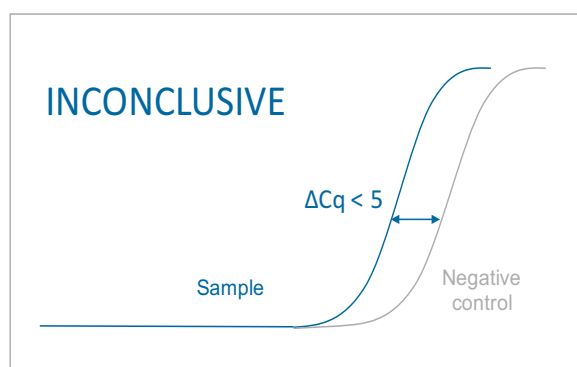 INCONCLUSIVE
ΔCq < 5
Sample
Negative
control